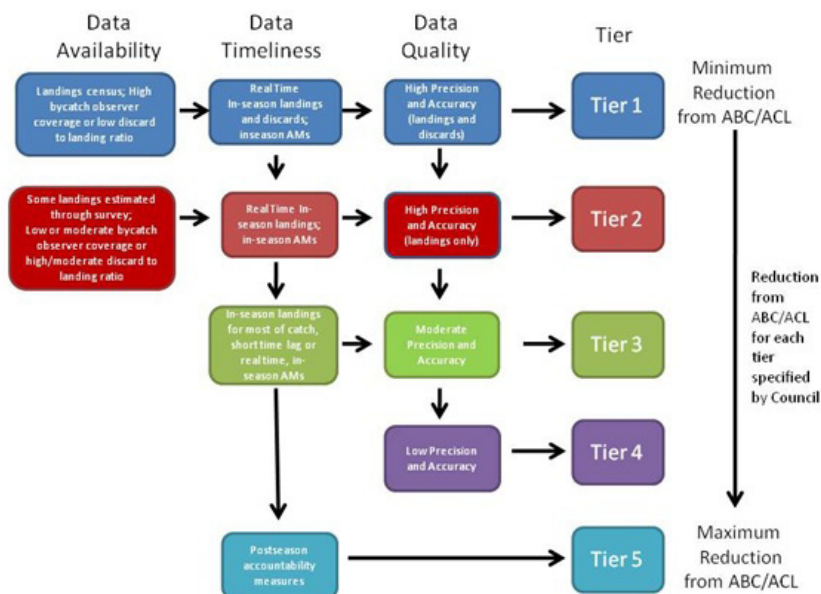 Data
Availability
Data
Timeliness
Data
Quality
Tier
Landings census; High
bycatch observer
coverage or low discard
to landing ratio
Real Time
In-season landings
and discards;
inseason AMs
High Precision
and Accuracy
(landings and
discards)
Tier 1
Minimum
Reduction
from ABC/ACL
Some landings estimated
through survey;
Low or moderate bycatch
observer coverage or
high/moderate discard to
landing ratio
Real Time In-
season landings;
in-season AMs
High Precision
and Accuracy
(landings only)
Tier 2
In-season landings
for most of catch,
short time lag or
real time, in-
season AMs
Moderate
Precision and
Accuracy
Tier 3
Reduction
from
ABC/ACL
for each
tier
specified
by Council
Low Precision
and Accuracy
Tier 4
Postseason
accountability
measures
Tier 5
Maximum
Reduction
from ABC/ACL